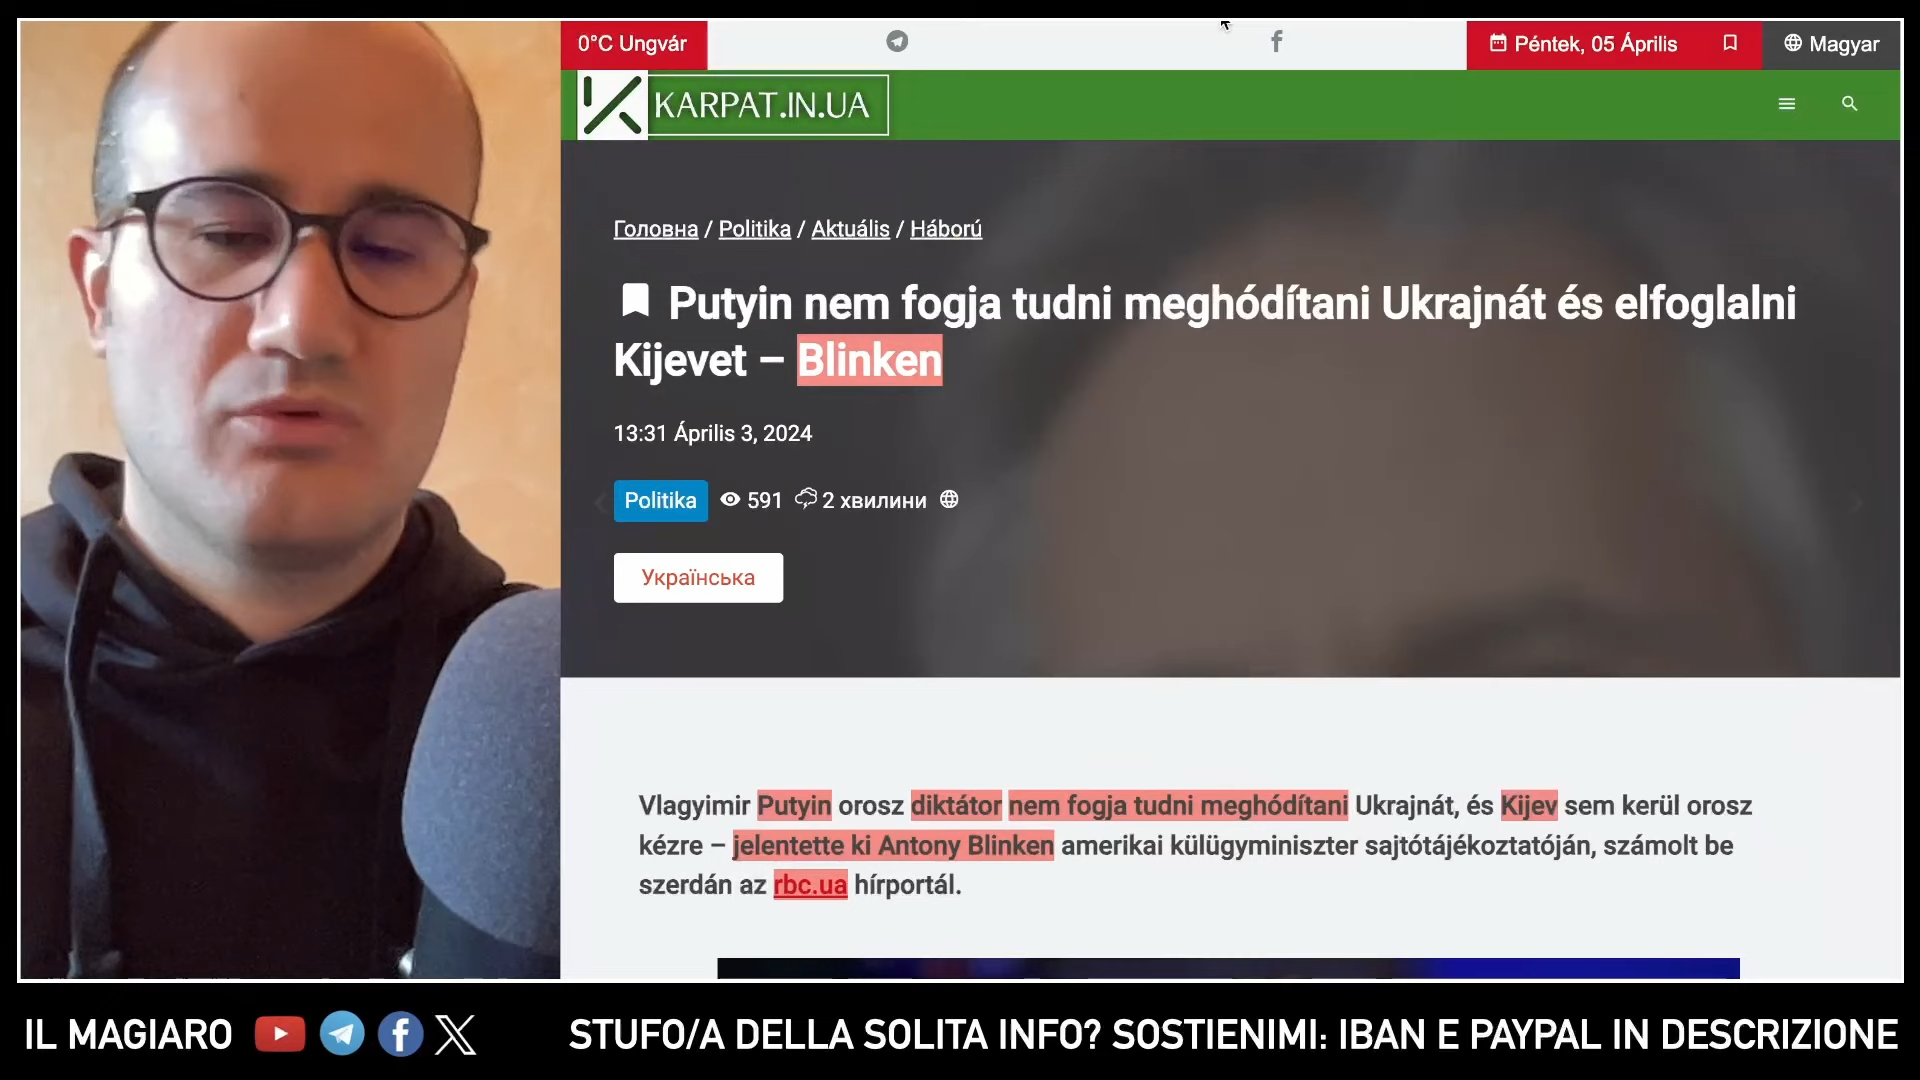 0°C Ungvár
Péntek, 05 Április
Magyar
KARPAT.IN.UA
Головна / Politika / Aktuális / Háború
Putyin nem fogja tudni meghódítani Ukrajnát és elfoglalni
Kijevet – Blinken
13:31 Április 3, 2024
Politika 591 2 хвилини
Українська
Vlagyimir Putyin orosz diktátor nem fogja tudni meghódítani Ukrajnát, és Kijev sem kerül orosz
kézre – jelentette ki Antony Blinken amerikai külügyminiszter sajtótájékoztatóján, számolt be
szerdán az rbc.ua hírportál.
IL MAGIARO
STUFO/A DELLA SOLITA INFO? SOSTIENIMI: IBAN E PAYPAL IN DESCRIZIONE